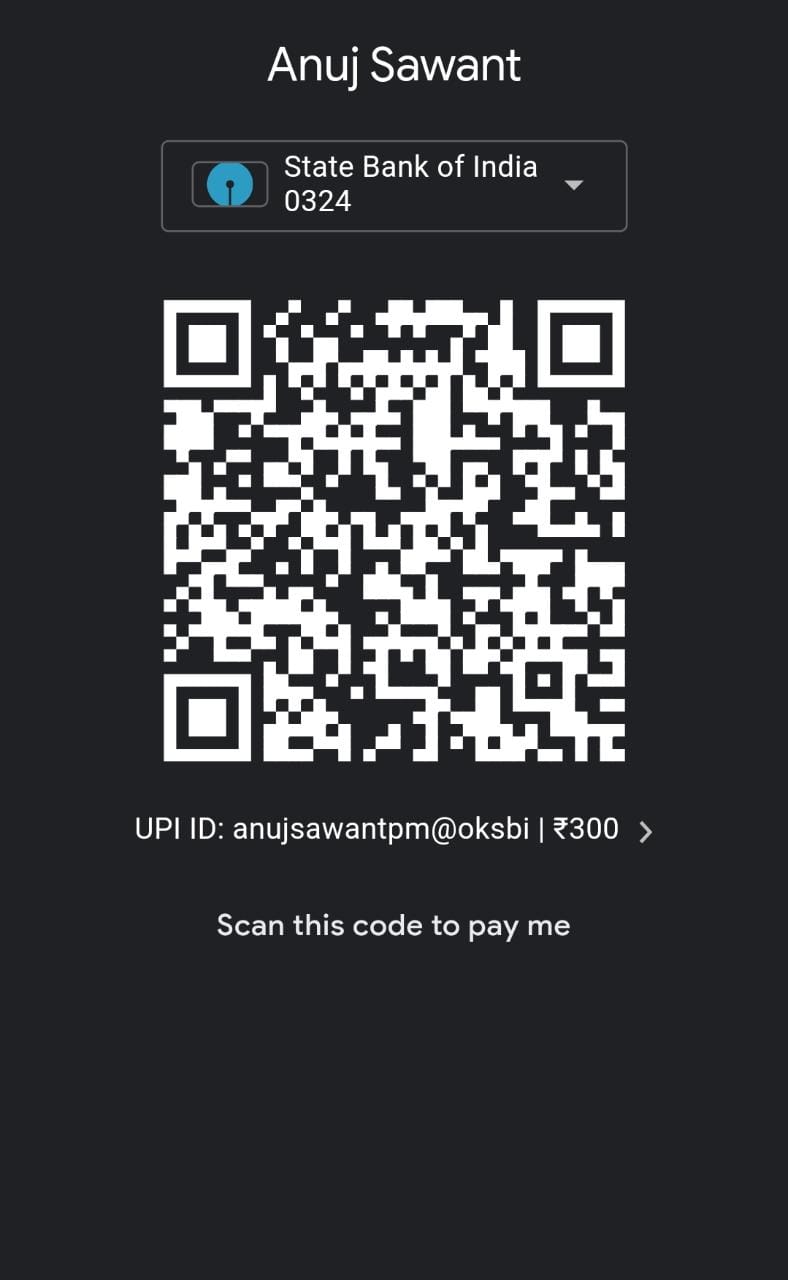 Anuj Sawant
State Bank of India
0324
UPI ID: anujsawantpm@oksbi | ₹300
Scan this code to pay me